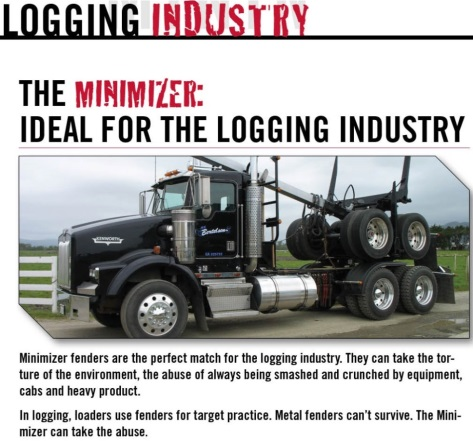 LOGGING INDUSTRY
THE MINIMIZER:
IDEAL FOR THE LOGGING INDUSTRY
KENWORTH
Minimizer fenders are the perfect match for the logging industry. They can take the tor-
ture of the environment, the abuse of always being smashed and crunched by equipment,
cabs and heavy product.
In logging, loaders use fenders for target practice. Metal fenders can't survive. The Mini-
mizer can take the abuse.